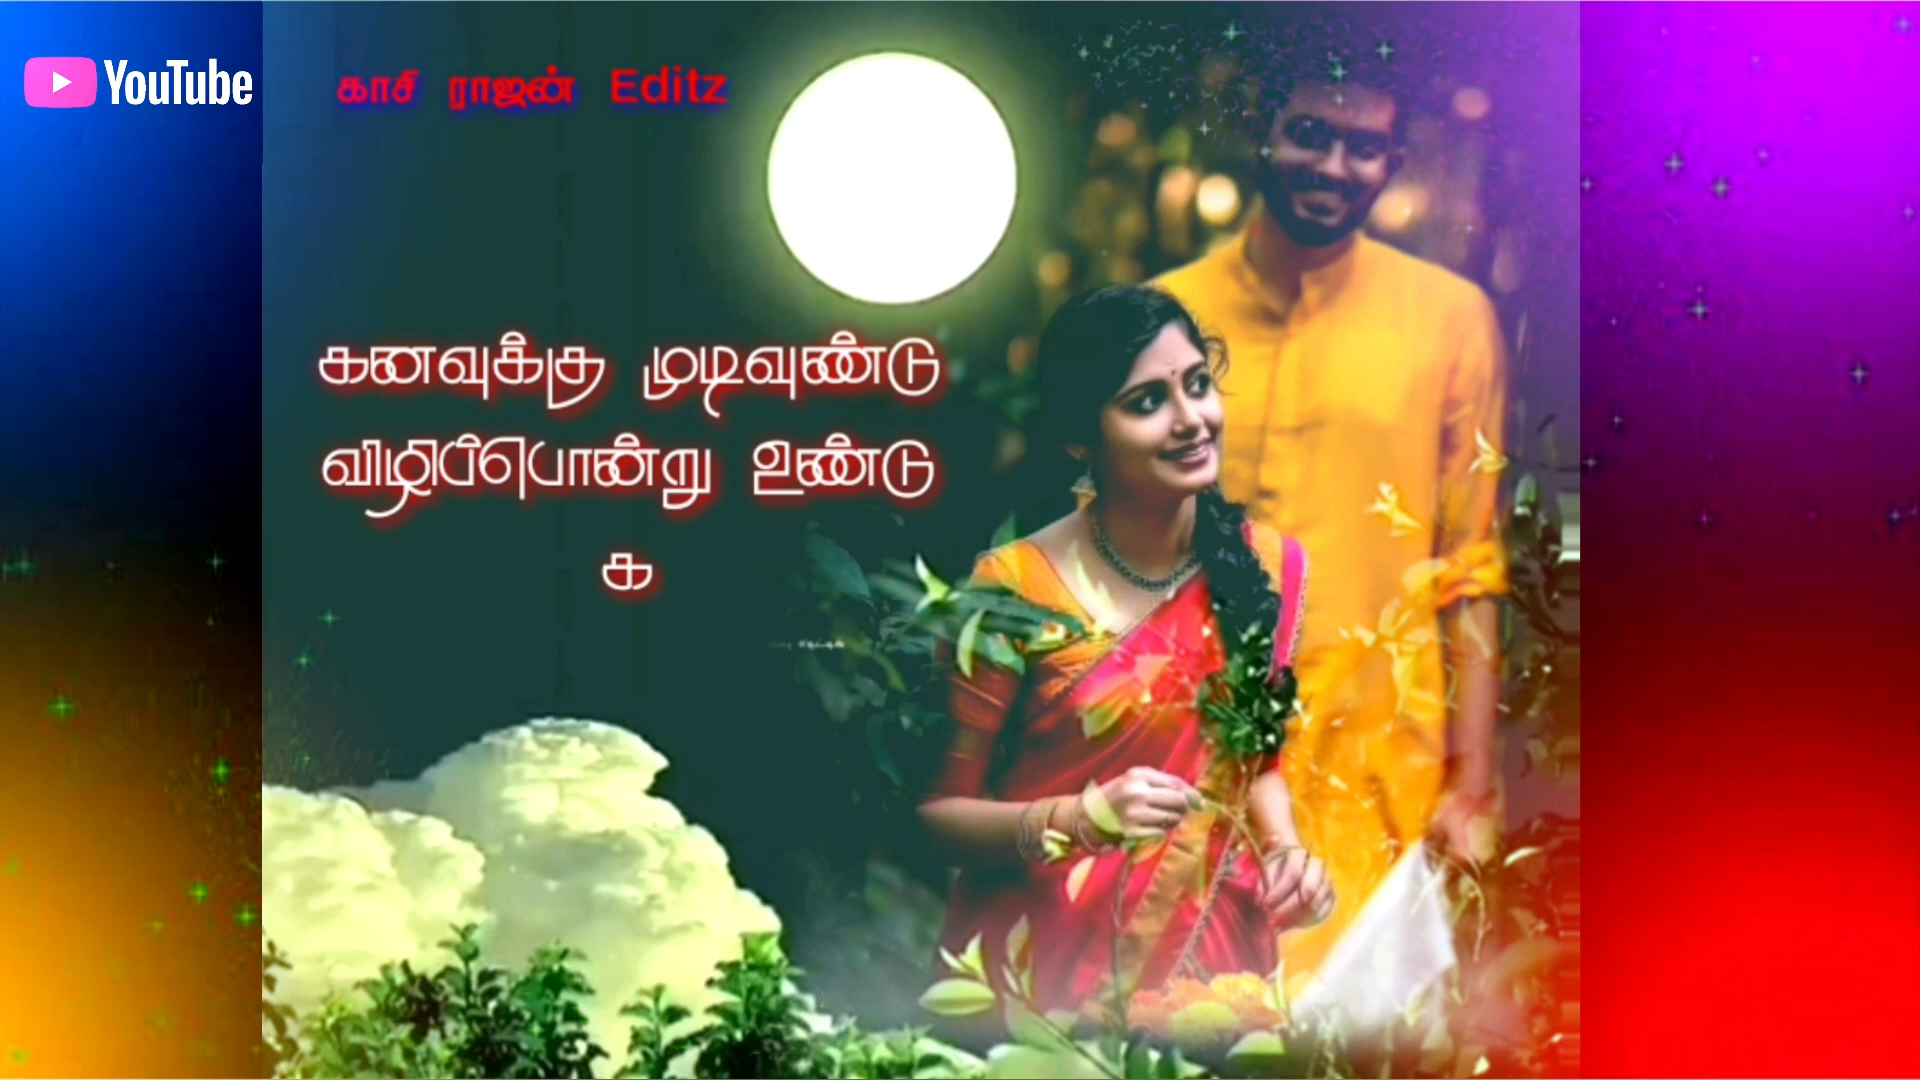 YouTube
காசி ராஜன் Editz
கனவுக்கு முடிவுண்டு
விழிப்பொன்று உண்டு
க